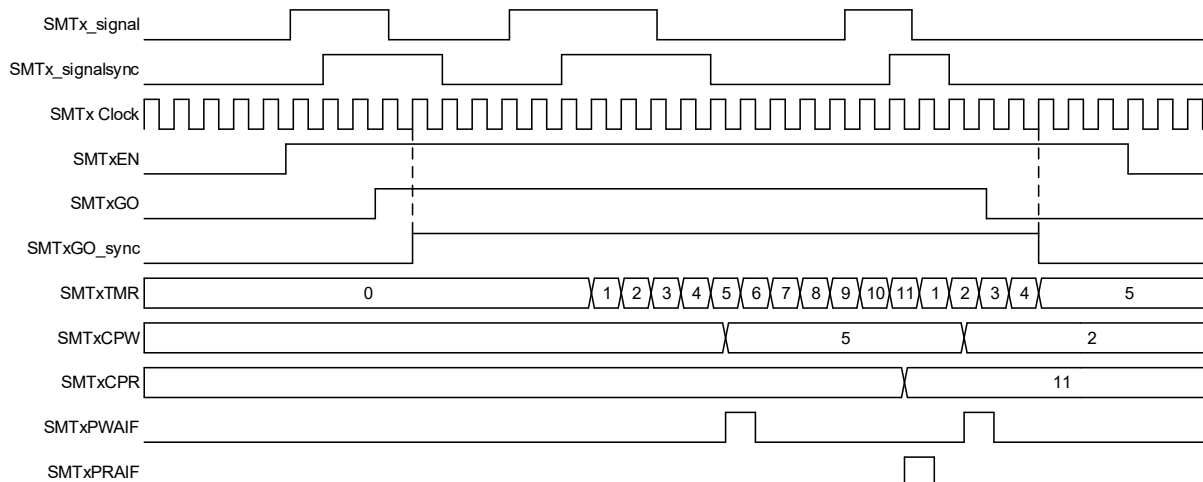 SMTx_signal
SMTx_signalsync
SMTx Clock
SMTxEN
SMTxGO
SMTxGO_sync
SMTxTMR 0 1 2 3 4 5 6 7 8 9 10 11 1 2 3 4 5
SMTxCPW 5 2
SMTxCPR 11
SMTxPWAIF
SMTxPRAIF